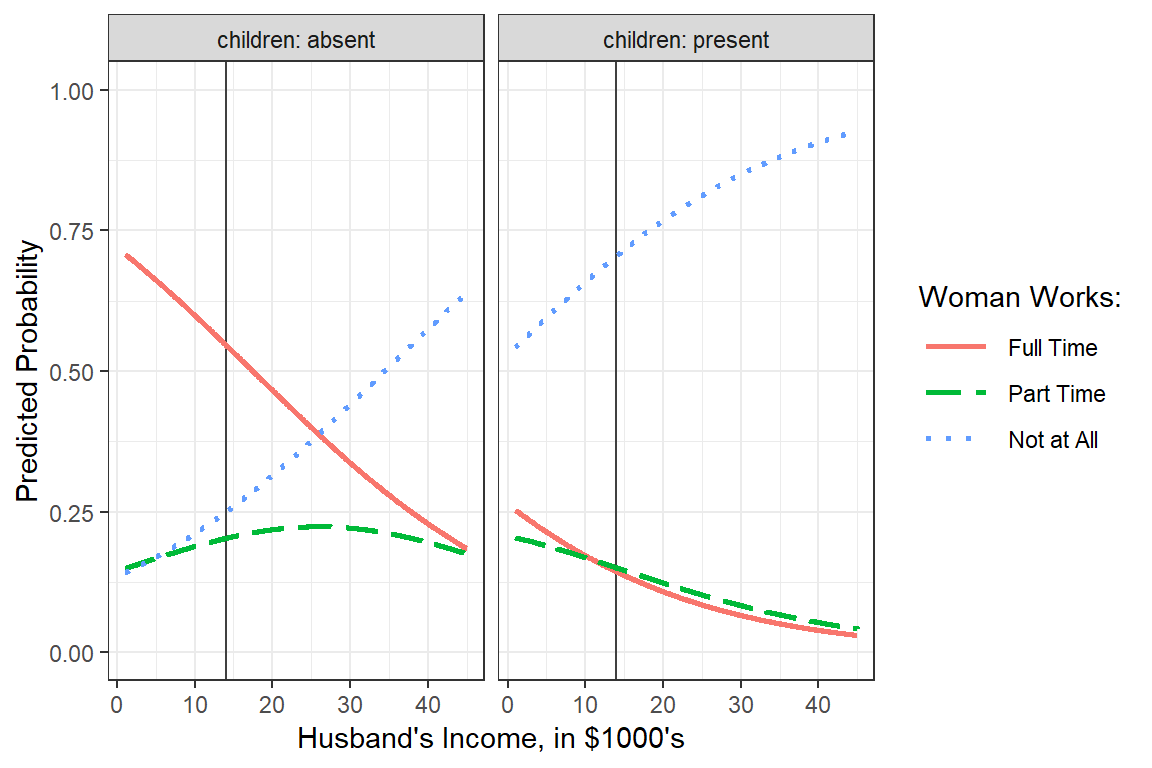 children: absent
children: present
1.00
0.75
0.50
0.25
0.00
Predicted Probability
0 10 20 30 40
0 10 20 30 40
Husband's Income, in $1000's
Woman Works:
Full Time
Part Time
Not at All